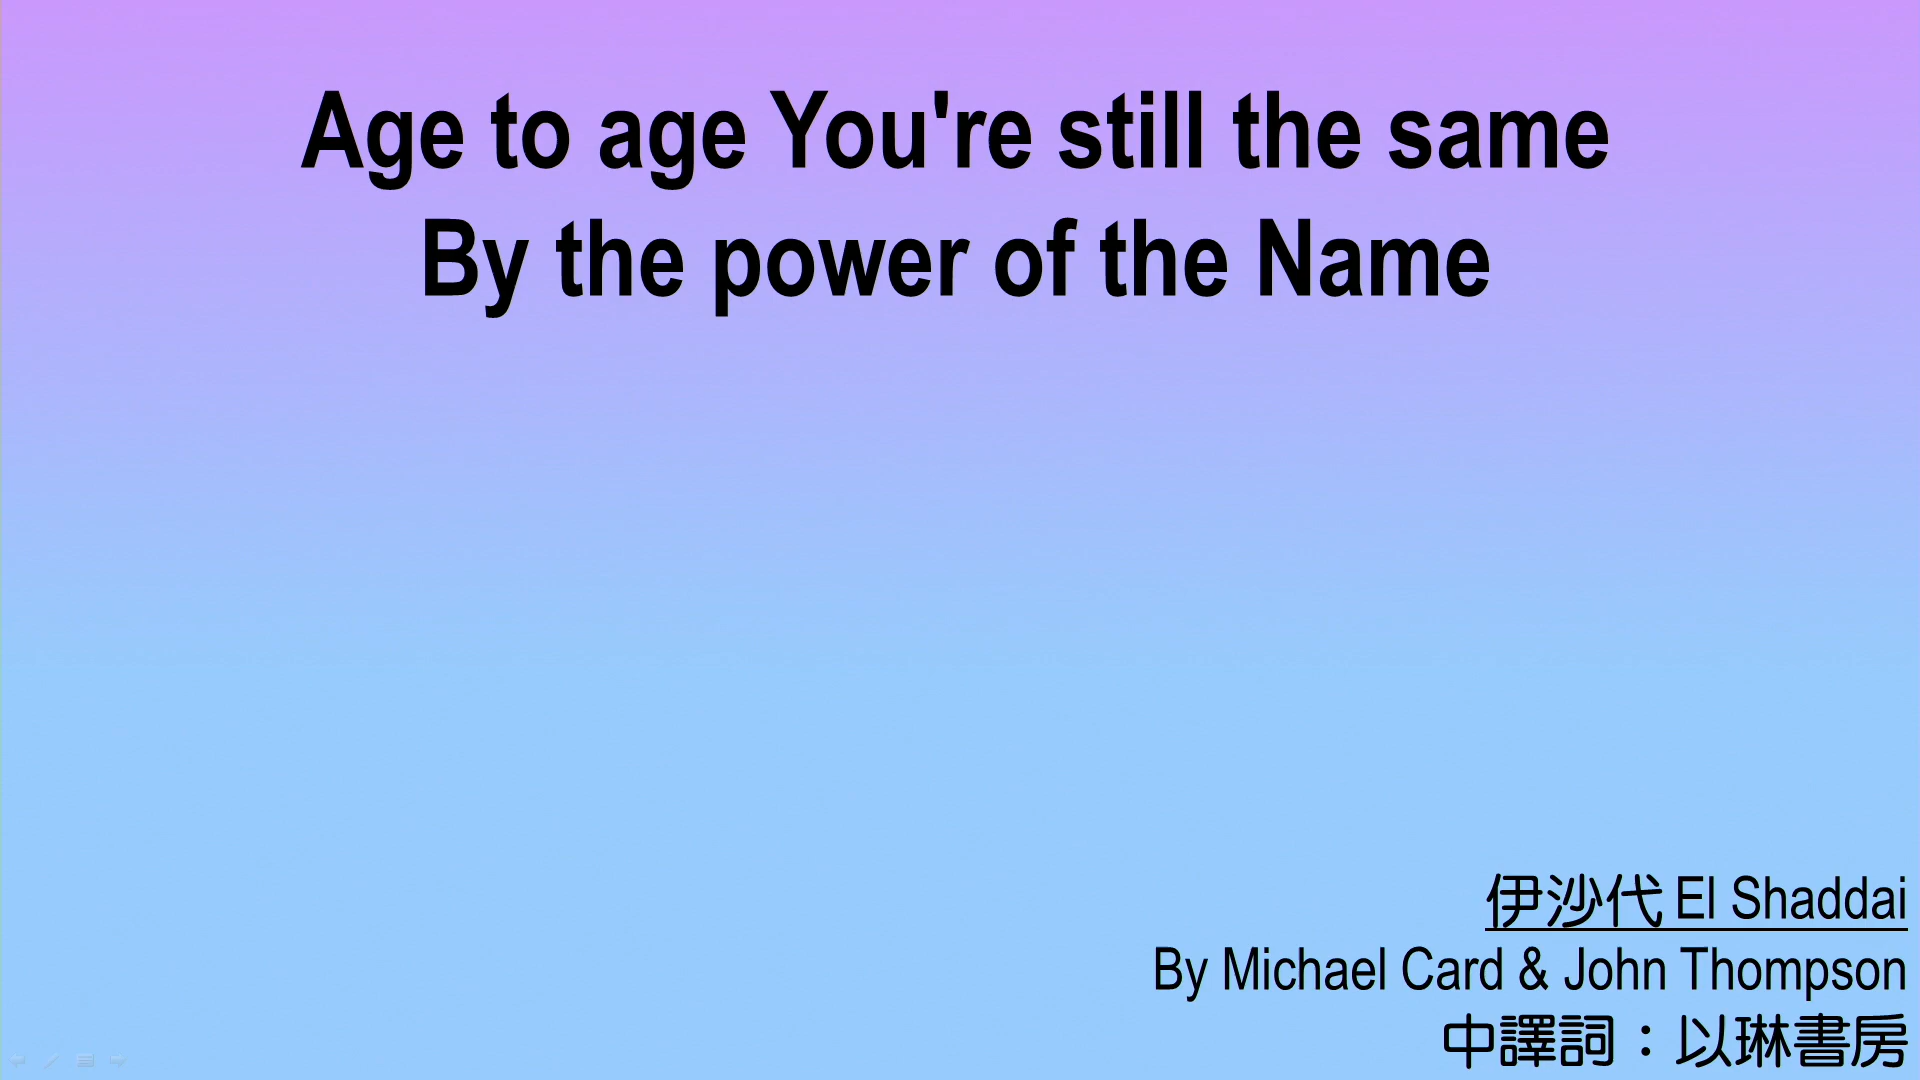 Age to age You're still the same
By the power of the Name
伊沙代 El Shaddai
By Michael Card & John Thompson
中譯詞：以琳書房